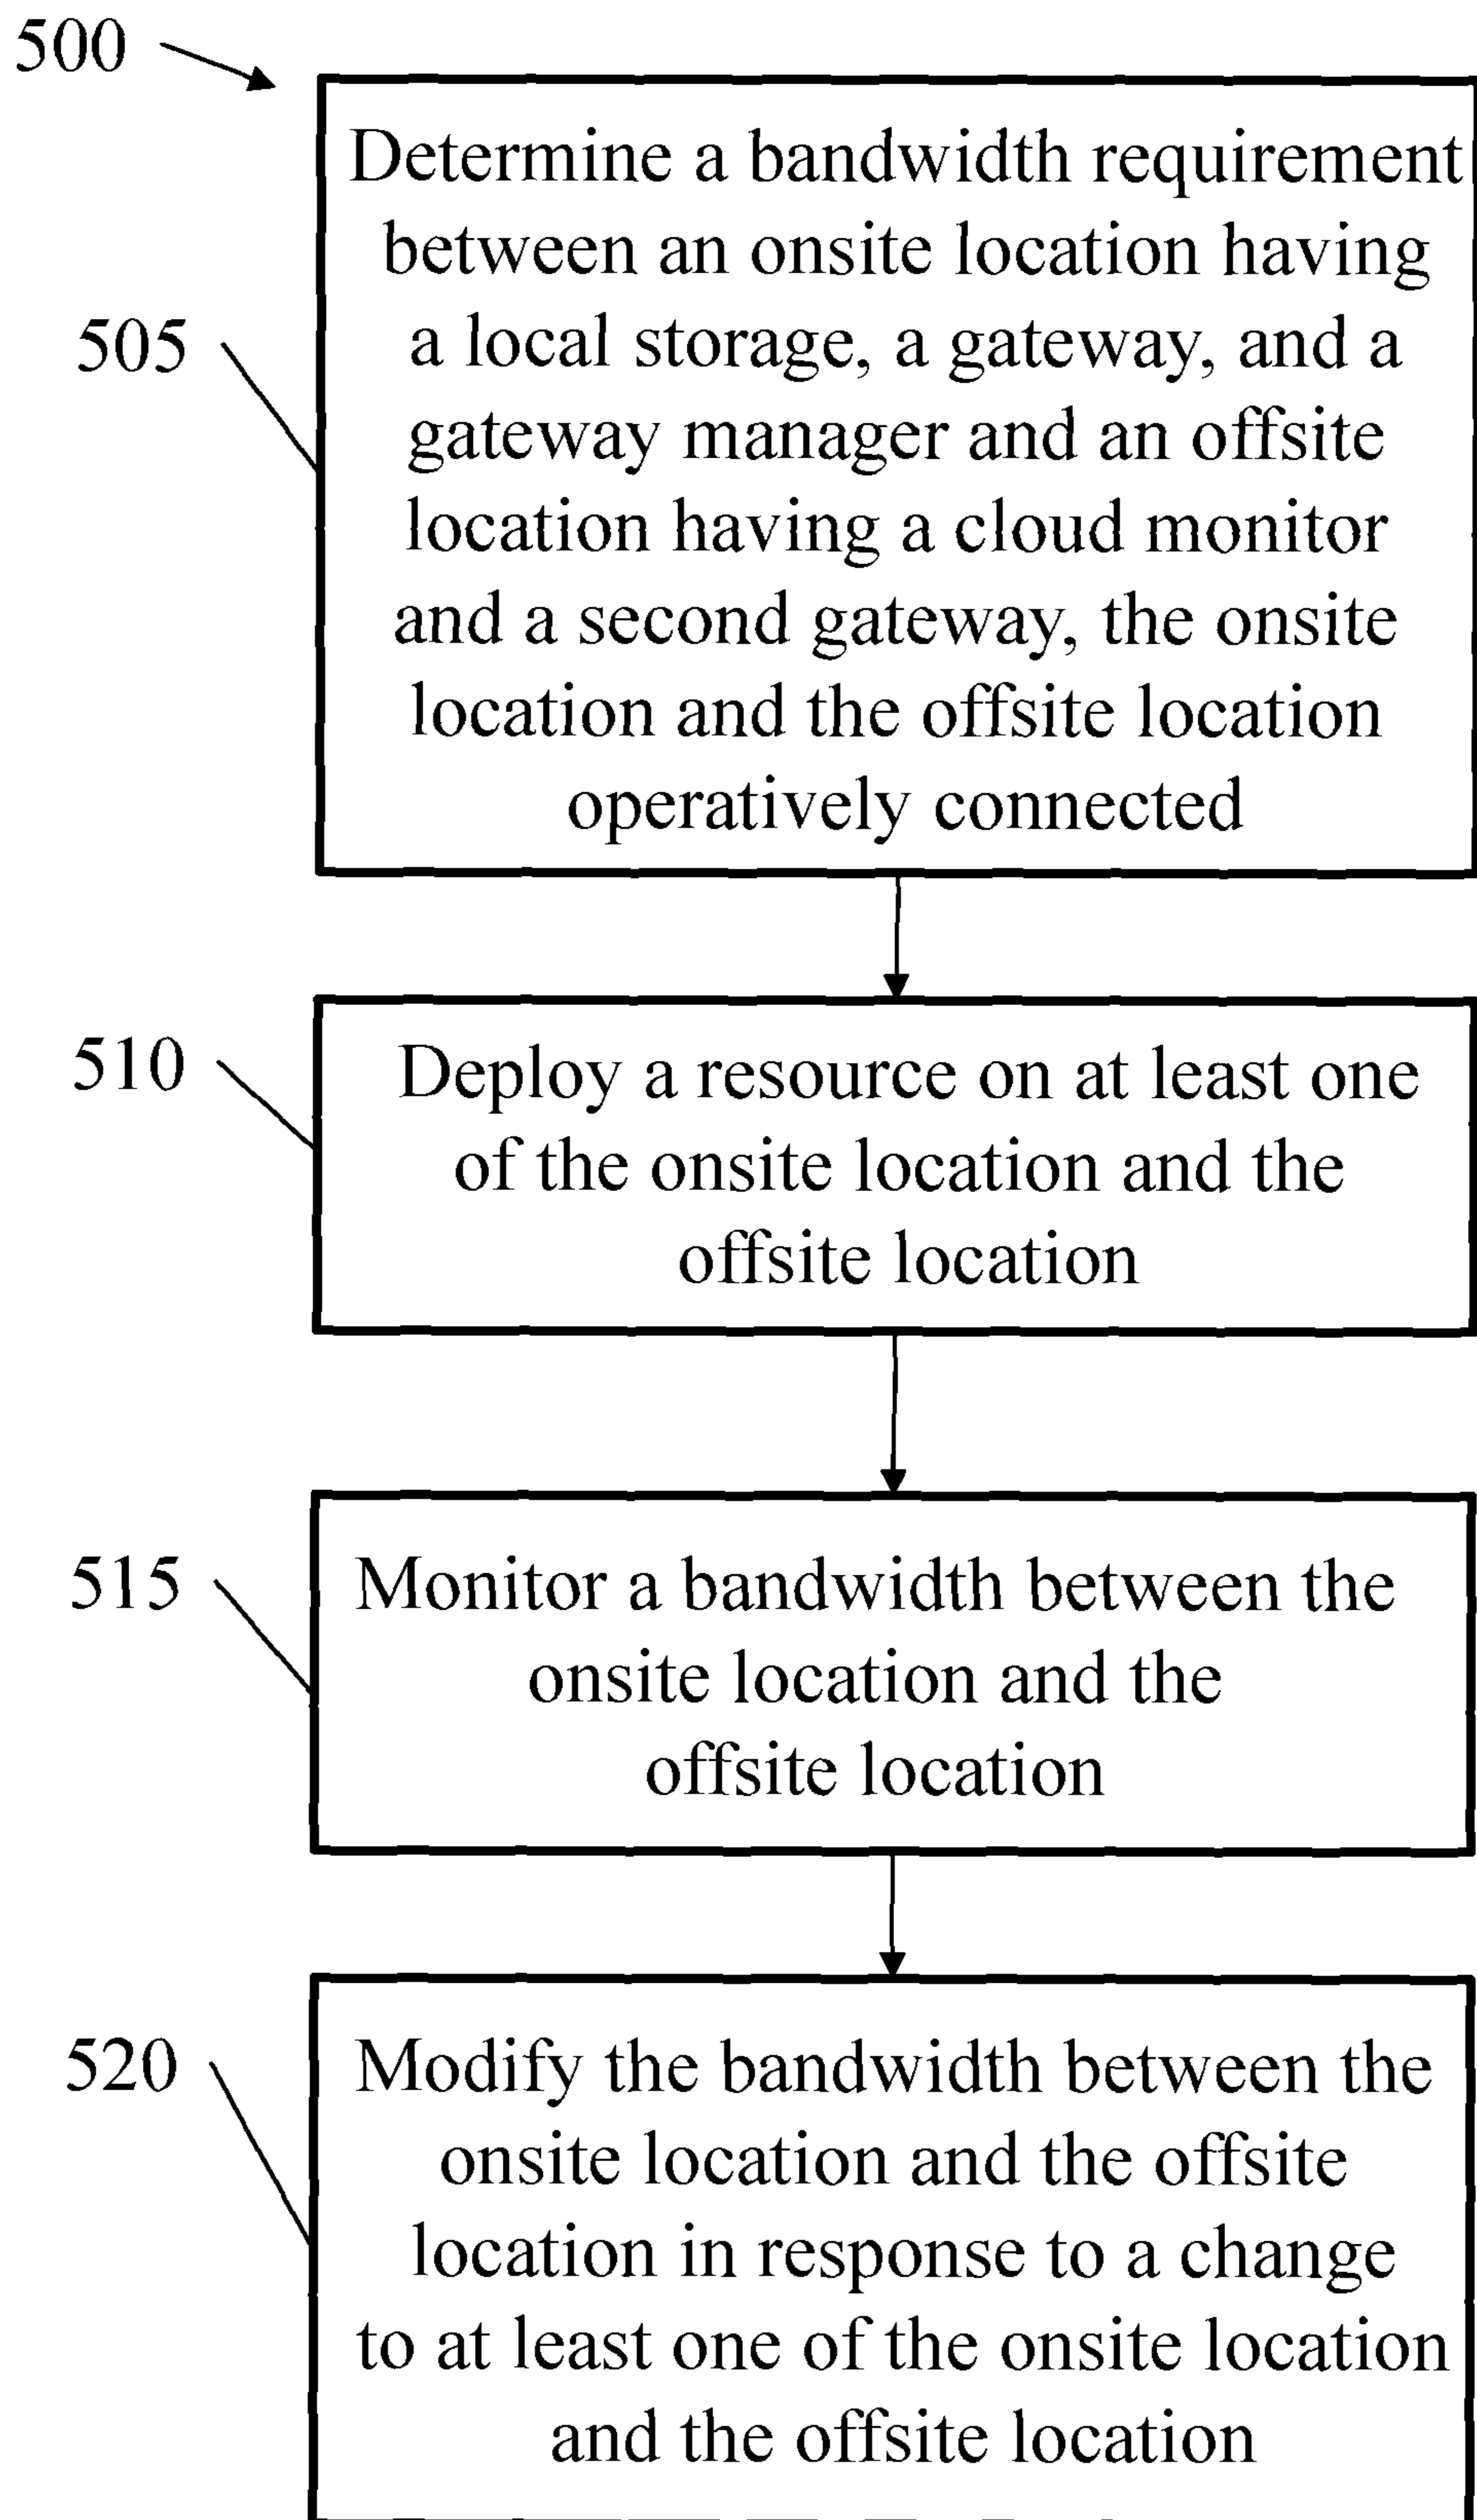 500
Determine a bandwidth requirement
between an onsite location having
505
a local storage, a gateway, and a
gateway manager and an offsite
location having a cloud monitor
and a second gateway, the onsite
location and the offsite location
operatively connected
510
Deploy a resource on at least one
of the onsite location and the
offsite location
515
Monitor a bandwidth between the
onsite location and the
offsite location
520
Modify the bandwidth between the
onsite location and the offsite
location in response to a change
to at least one of the onsite location
and the offsite location